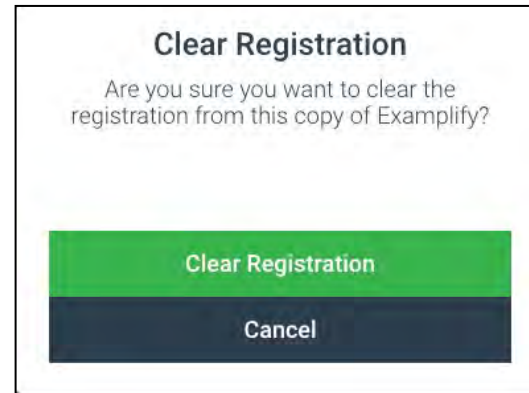 Clear Registration
Are you sure you want to clear the
registration from this copy of Examplify?
Clear Registration
Cancel